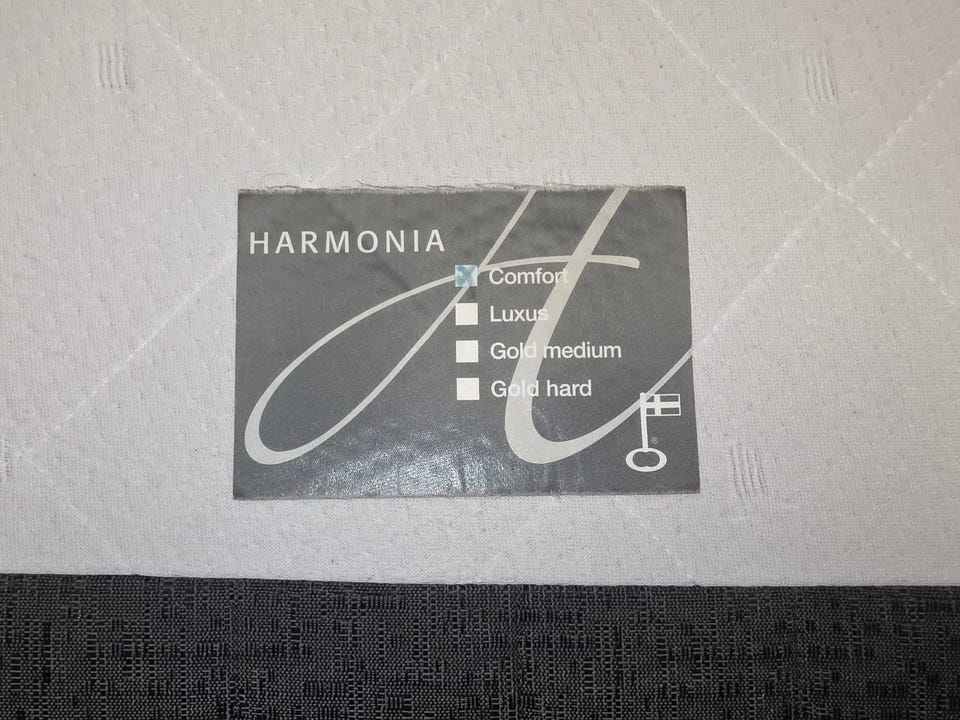 HARMONIA
Comfort
Luxus
Gold medium
Gold hard
®